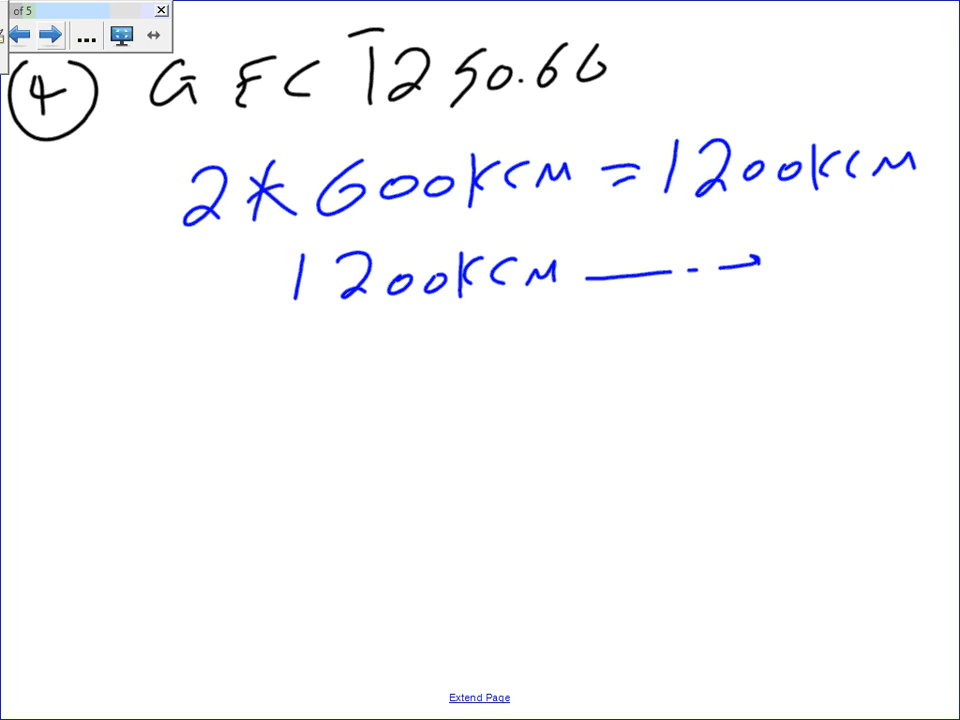 of 5
...
4 GEC T250.66
2*600KCM = 1200KCM
1200KCM —-→
Extend Page